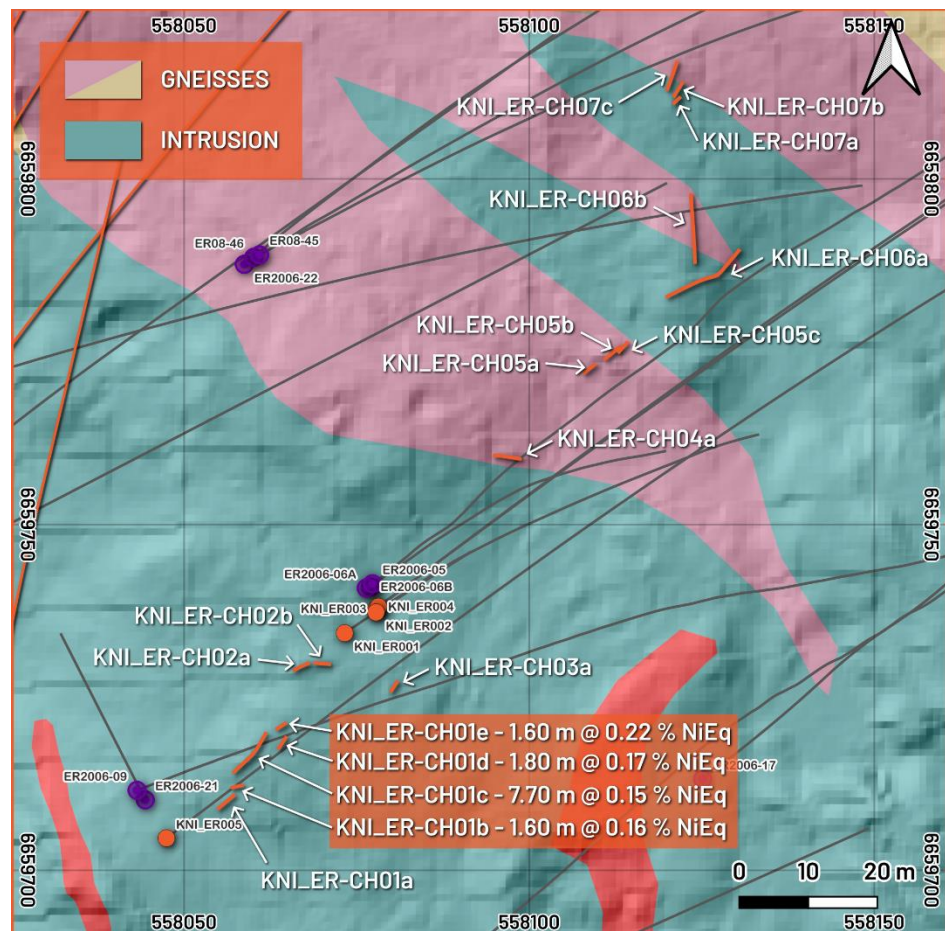 558050
558100
558150
GNEISSES
INTRUSION
KNI_ER-CH07c
KNI_ER-CH07b
KNI_ER-CH07a
6659800
6659800
KNI_ER-CH06b
ER08-46
ER08-45
ER2006-22
KNI_ER-CH06a
KNI_ER-CH05b
KNI_ER-CH05c
KNI_ER-CH05a
KNI_ER-CH04a
6659750
6659750
ER2006-06A
ER2006-05
ER2006-06B
KNI_ER003
KNI_ER004
KNI_ER002
KNI_ER001
KNI_ER-CH02b
KNI_ER-CH02a
KNI_ER-CH03a
KNI_ER-CH01e - 1.60 m @ 0.22 % NiEq
KNI_ER-CH01d - 1.80 m @ 0.17 % NiEq
KNI_ER-CH01c - 7.70 m @ 0.15 % NiEq
KNI_ER-CH01b - 1.60 m @ 0.16 % NiEq
ER2006-09
ER2006-21
2006-17
KNI_ER005
KNI_ER-CH01a
6659700
6659700
0 10 20 m
558050
558100
558150